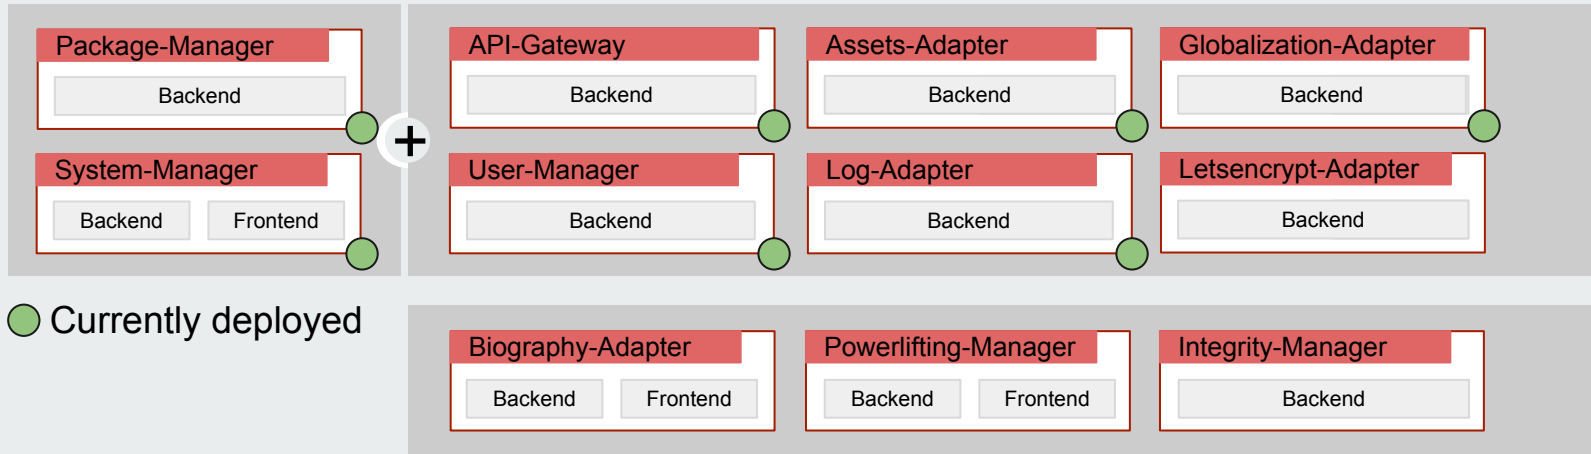 Package-Manager
Backend
System-Manager
Backend Frontend
+
API-Gateway
Backend
Assets-Adapter
Backend
Globalization-Adapter
Backend
User-Manager
Backend
Log-Adapter
Backend
Letsencrypt-Adapter
Backend
Currently deployed
Biography-Adapter
Backend Frontend
Powerlifting-Manager
Backend Frontend
Integrity-Manager
Backend